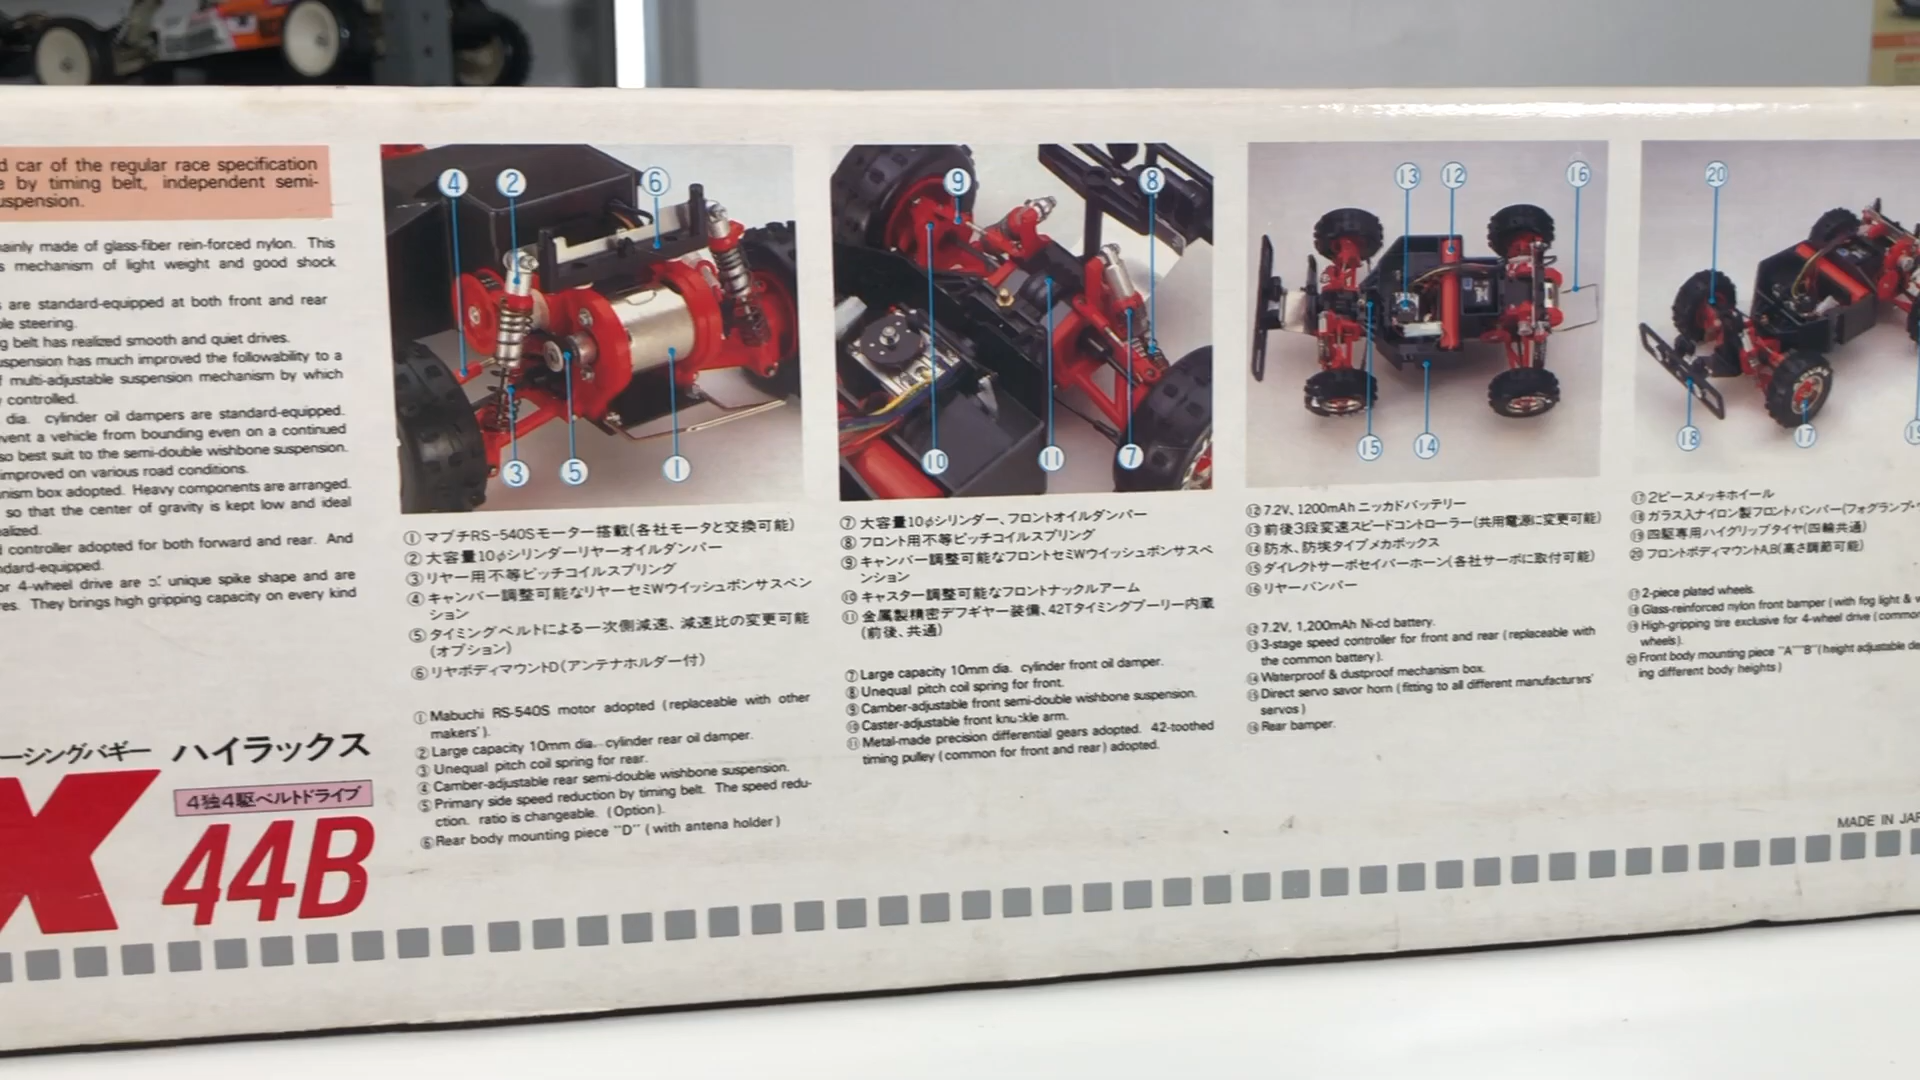 d car of the regular race specification
e by timing belt, independent semi-
uspension.
ainly made of glass-fiber rein-forced nylon. This
s mechanism of light weight and good shock
s are standard-equipped at both front and rear
ble steering.
g belt has realized smooth and quiet drives.
uspension has much improved the followability to a
f multi-adjustable suspension mechanism by which
y controlled.
dia. cylinder oil dampers are standard-equipped.
vent a vehicle from bounding even on a continued
so best suit to the semi-double wishbone suspension.
improved on various road conditions.
nism box adopted. Heavy components are arranged.
so that the center of gravity is kept low and ideal
ealized.
d controller adopted for both forward and rear. And
ndard-equipped.
or 4-wheel drive are of unique spike shape and are
res. They brings high gripping capacity on every kind
ーシングバギー ハイラックス
X
4独4駆ベルトドライブ
44B
④ ② ⑥
③ ⑤ ①
①マブチRS-540Sモーター搭載(各社モータと交換可能)
②大容量10φシリンダーリヤーオイルダンパー
③リヤー用不等ピッチコイルスプリング
④キャンバー調整可能なリヤーセミWウイッシュボンサスペン
ション
⑤タイミングベルトによる一次側減速、減速比の変更可能
(オプション)
⑥リヤボディマウントD(アンテナホルダー付)
①Mabuchi RS-540S motor adopted (replaceable with other
makers').
②Large capacity 10mm dia. cylinder rear oil damper.
③Unequal pitch coil spring for rear.
④Camber-adjustable rear semi-double wishbone suspension.
⑤Primary side speed reduction by timing belt. The speed redu-
ction. ratio is changeable. (Option).
⑥Rear body mounting piece "D" (with antena holder)
⑨ ⑧
⑩ ⑪ ⑦
⑦大容量10φシリンダー、フロントオイルダンパー
⑧フロント用不等ピッチコイルスプリング
⑨キャンバー調整可能なフロントセミWウイッシュボンサスペ
ンション
⑩キャスター調整可能なフロントナックルアーム
⑪金属製精密デフギヤー装備、42Tタイミングプーリー内蔵
(前後、共通)
⑦Large capacity 10mm dia. cylinder front oil damper.
⑧Unequal pitch coil spring for front.
⑨Camber-adjustable front semi-double wishbone suspension.
⑩Caster-adjustable front knuckle arm.
⑪Metal-made precision differential gears adopted. 42-toothed
timing pulley (common for front and rear) adopted.
⑬ ⑫ ⑯
⑮ ⑭
⑫7.2V、1200mAh ニッカドバッテリー
⑬前後3段変速スピードコントローラー(共用電源に変更可能)
⑭防水、防埃タイプメカボックス
⑮ダイレクトサーボセイバーホーン(各社サーボに取付可能)
⑯リヤーバンパー
⑫7.2V, 1,200mAh Ni-cd battery.
⑬3-stage speed controller for front and rear (replaceable with
the common battery).
⑭Waterproof & dustproof mechanism box.
⑮Direct servo savor horn (fitting to all different manufacturers'
servos)
⑯Rear bamper.
⑳
⑱ ⑰ ⑲
⑰2ピースメッキホイール
⑱ガラス入ナイロン製フロントバンパー(フォグランプ・
⑲四駆専用ハイグリップタイヤ(四輪共通)
⑳フロントボディマウントA,B(高さ調節可能)
⑰2-piece plated wheels.
⑱Glass-reinforced nylon front bamper (with fog light & w
⑲High-gripping tire exclusive for 4-wheel drive (common
wheels).
⑳Front body mounting piece "A" "B" (height adjustable de
ing different body heights)
MADE IN JAP